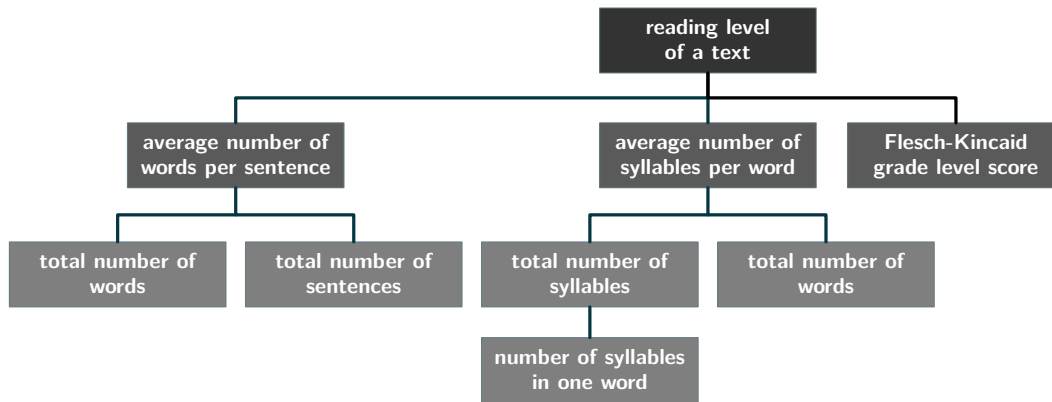 reading level
of a text
average number of
words per sentence
average number of
syllables per word
Flesch-Kincaid
grade level score
total number of
words
total number of
sentences
total number of
syllables
total number of
words
number of syllables
in one word